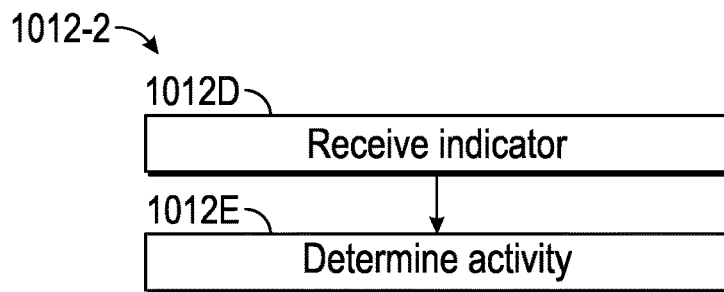 1012-2
1012D
Receive indicator
1012E
Determine activity